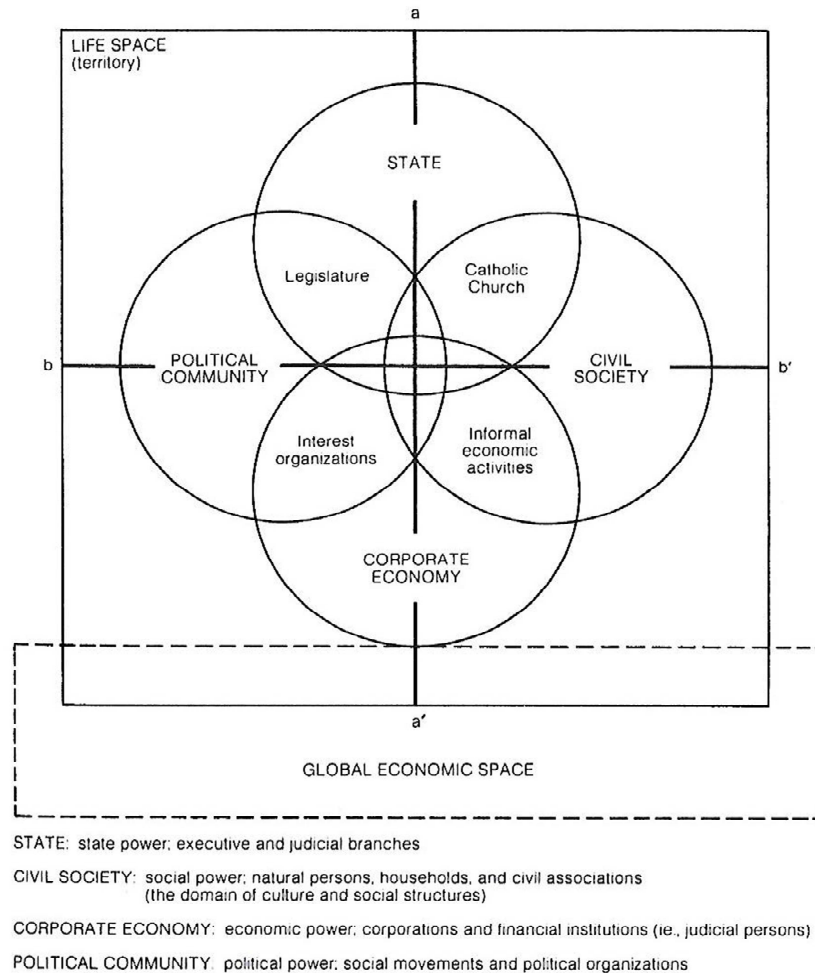 a
LIFE SPACE
(territory)
STATE
Legislature
Catholic
Church
b
POLITICAL
COMMUNITY
CIVIL
SOCIETY
b'
Interest
organizations
Informal
economic
activities
CORPORATE
ECONOMY
a'
GLOBAL ECONOMIC SPACE
STATE: state power; executive and judicial branches
CIVIL SOCIETY: social power; natural persons, households, and civil associations
(the domain of culture and social structures)
CORPORATE ECONOMY: economic power; corporations and financial institutions (ie., judicial persons)
POLITICAL COMMUNITY. political power; social movements and political organizations